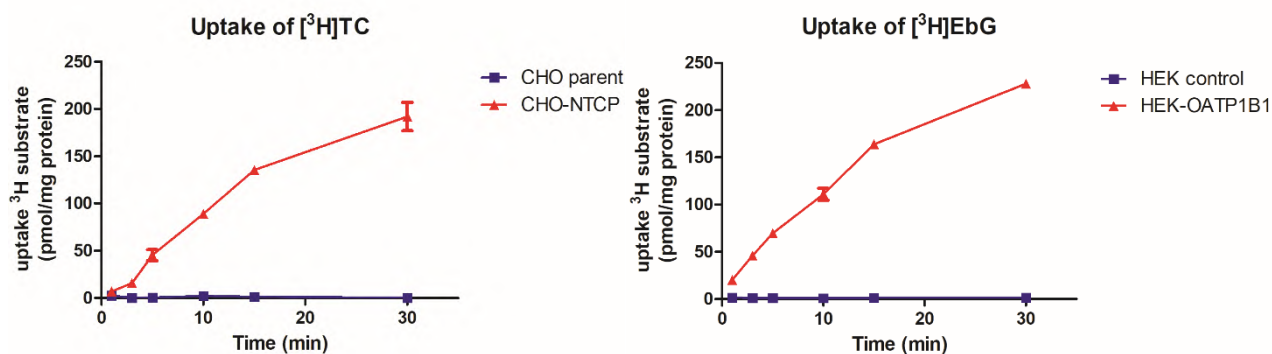 Uptake of [³H]TC
uptake ³H substrate
(pmol/mg protein)
250
200
150
100
50
0
0
10
20
30
Time (min)
CHO parent
CHO-NTCP
Uptake of [³H]EbG
uptake ³H substrate
(pmol/mg protein)
250
200
150
100
50
0
0
10
20
30
Time (min)
HEK control
HEK-OATP1B1